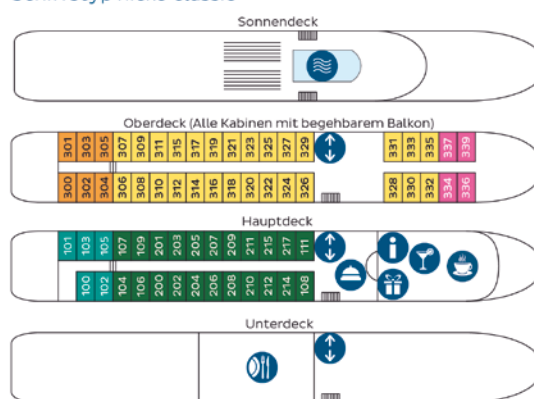 Sonnendeck
Oberdeck (Alle Kabinen mit begehbarem Balkon)
301 303 305 307 309 311 315 317 319 321 323 325 327 329 331 333 335 337 339
300 302 304 306 308 310 312 314 316 318 320 322 324 326 328 330 332 334 336
Hauptdeck
101 103 105 107 109 201 203 205 207 209 211 215 217 111
100 102 104 106 200 202 204 206 208 210 212 214 108
Unterdeck